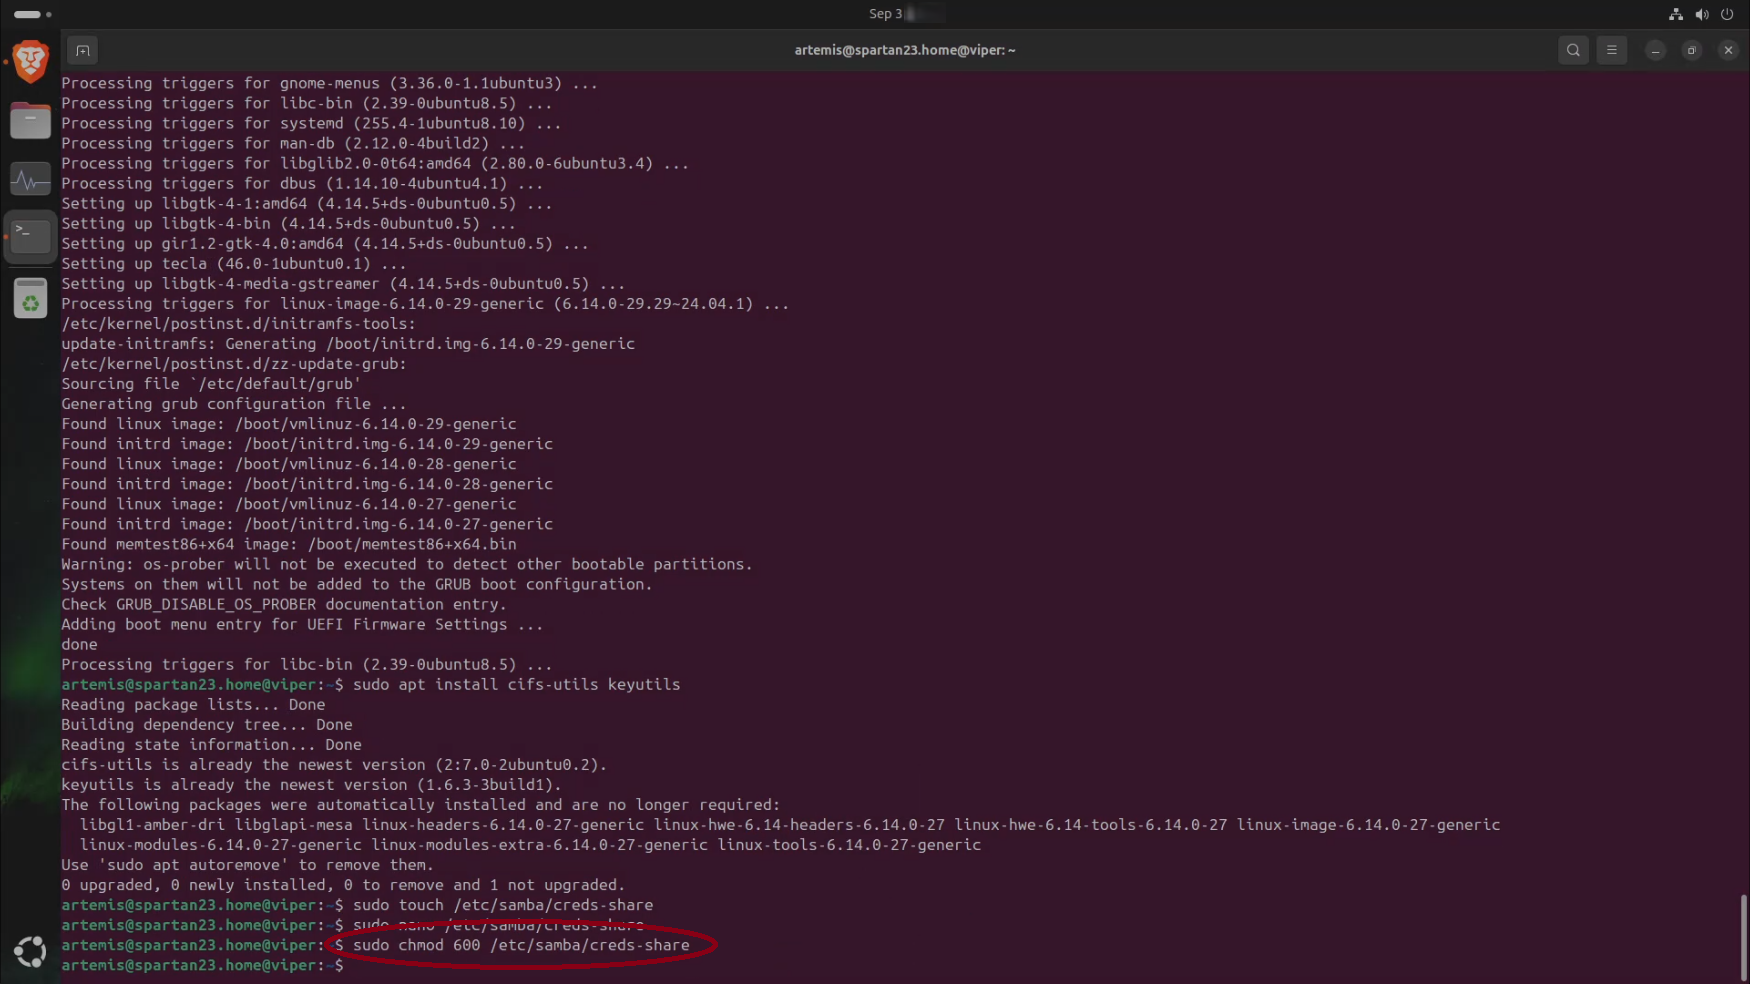 Sep 3
artemis@spartan23.home@viper: ~
Processing triggers for gnome-menus (3.36.0-1.1ubuntu3) ...
Processing triggers for libc-bin (2.39-0ubuntu8.5) ...
Processing triggers for systemd (255.4-1ubuntu8.10) ...
Processing triggers for man-db (2.12.0-4build2) ...
Processing triggers for libglib2.0-0t64:amd64 (2.80.0-6ubuntu3.4) ...
Processing triggers for dbus (1.14.10-4ubuntu4.1) ...
Setting up libgtk-4-1:amd64 (4.14.5+ds-0ubuntu0.5) ...
Setting up libgtk-4-bin (4.14.5+ds-0ubuntu0.5) ...
Setting up gir1.2-gtk-4.0:amd64 (4.14.5+ds-0ubuntu0.5) ...
Setting up tecla (46.0-1ubuntu0.1) ...
Setting up libgtk-4-media-gstreamer (4.14.5+ds-0ubuntu0.5) ...
Processing triggers for linux-image-6.14.0-29-generic (6.14.0-29.29~24.04.1) ...
/etc/kernel/postinst.d/initramfs-tools:
update-initramfs: Generating /boot/initrd.img-6.14.0-29-generic
/etc/kernel/postinst.d/zz-update-grub:
Sourcing file `/etc/default/grub'
Generating grub configuration file ...
Found linux image: /boot/vmlinuz-6.14.0-29-generic
Found initrd image: /boot/initrd.img-6.14.0-29-generic
Found linux image: /boot/vmlinuz-6.14.0-28-generic
Found initrd image: /boot/initrd.img-6.14.0-28-generic
Found linux image: /boot/vmlinuz-6.14.0-27-generic
Found initrd image: /boot/initrd.img-6.14.0-27-generic
Found memtest86+x64 image: /boot/memtest86+x64.bin
Warning: os-prober will not be executed to detect other bootable partitions.
Systems on them will not be added to the GRUB boot configuration.
Check GRUB_DISABLE_OS_PROBER documentation entry.
Adding boot menu entry for UEFI Firmware Settings ...
done
Processing triggers for libc-bin (2.39-0ubuntu8.5) ...
artemis@spartan23.home@viper:~$ sudo apt install cifs-utils keyutils
Reading package lists... Done
Building dependency tree... Done
Reading state information... Done
cifs-utils is already the newest version (2:7.0-2ubuntu0.2).
keyutils is already the newest version (1.6.3-3build1).
The following packages were automatically installed and are no longer required:
  libgl1-amber-dri libglapi-mesa linux-headers-6.14.0-27-generic linux-hwe-6.14-headers-6.14.0-27 linux-hwe-6.14-tools-6.14.0-27 linux-image-6.14.0-27-generic
  linux-modules-6.14.0-27-generic linux-modules-extra-6.14.0-27-generic linux-tools-6.14.0-27-generic
Use 'sudo apt autoremove' to remove them.
0 upgraded, 0 newly installed, 0 to remove and 1 not upgraded.
artemis@spartan23.home@viper:~$ sudo touch /etc/samba/creds-share
artemis@spartan23.home@viper:~$ sudo nano /etc/samba/creds-share
artemis@spartan23.home@viper:~$ sudo chmod 600 /etc/samba/creds-share
artemis@spartan23.home@viper:~$